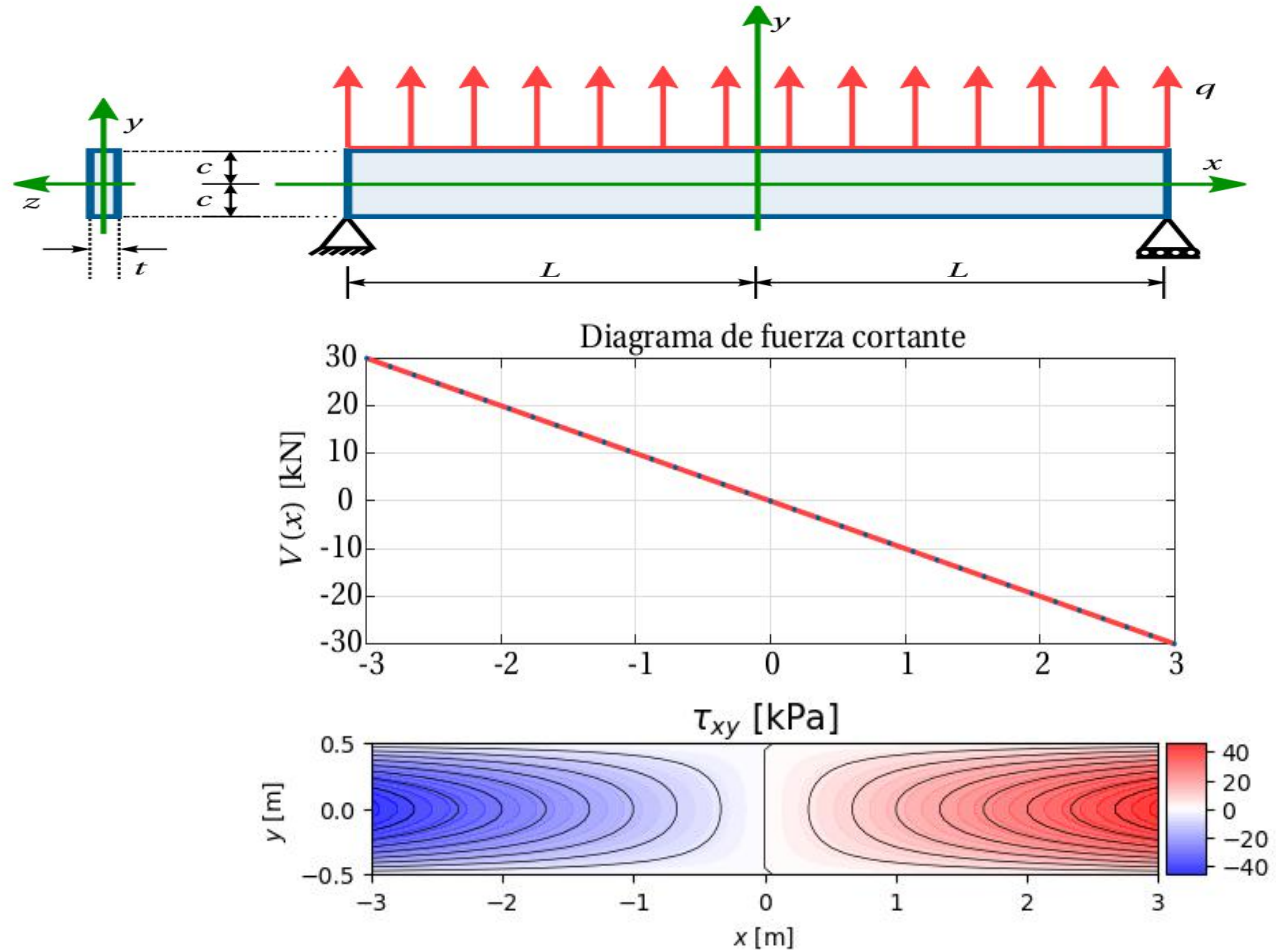 y
q
y
c
x
z
c
t
L
L
Diagrama de fuerza cortante
30
20
10
0
-10
-20
-30
V(x) [kN]
-3 -2 -1 0 1 2 3
τxy [kPa]
0.5
0.0
−0.5
y [m]
40
20
0
−20
−40
−3 −2 −1 0 1 2 3
x [m]